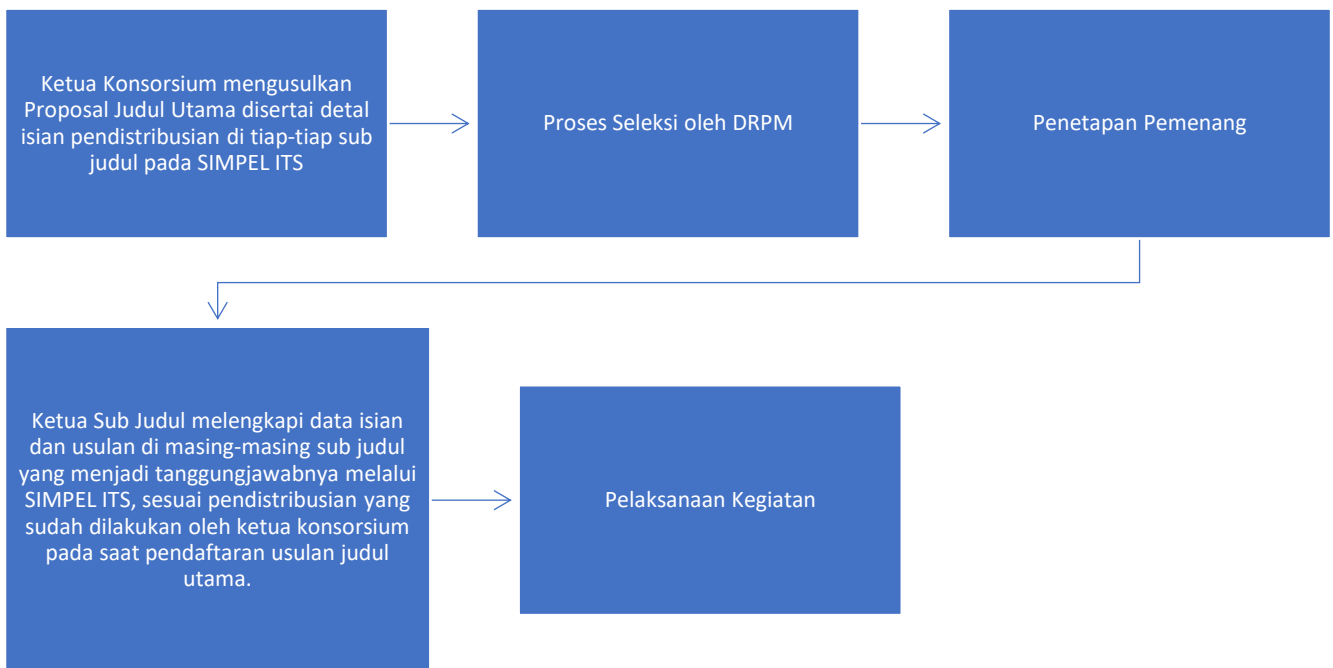 Ketua Konsorsium mengusulkan
Proposal Judul Utama disertai detal
isian pendistribusian di tiap-tiap sub
judul pada SIMPEL ITS
Proses Seleksi oleh DRPM
Penetapan Pemenang
Ketua Sub Judul melengkapi data isian
dan usulan di masing-masing sub judul
yang menjadi tanggungjawabnya melalui
SIMPEL ITS, sesuai pendistribusian yang
sudah dilakukan oleh ketua konsorsium
pada saat pendaftaran usulan judul
utama.
Pelaksanaan Kegiatan